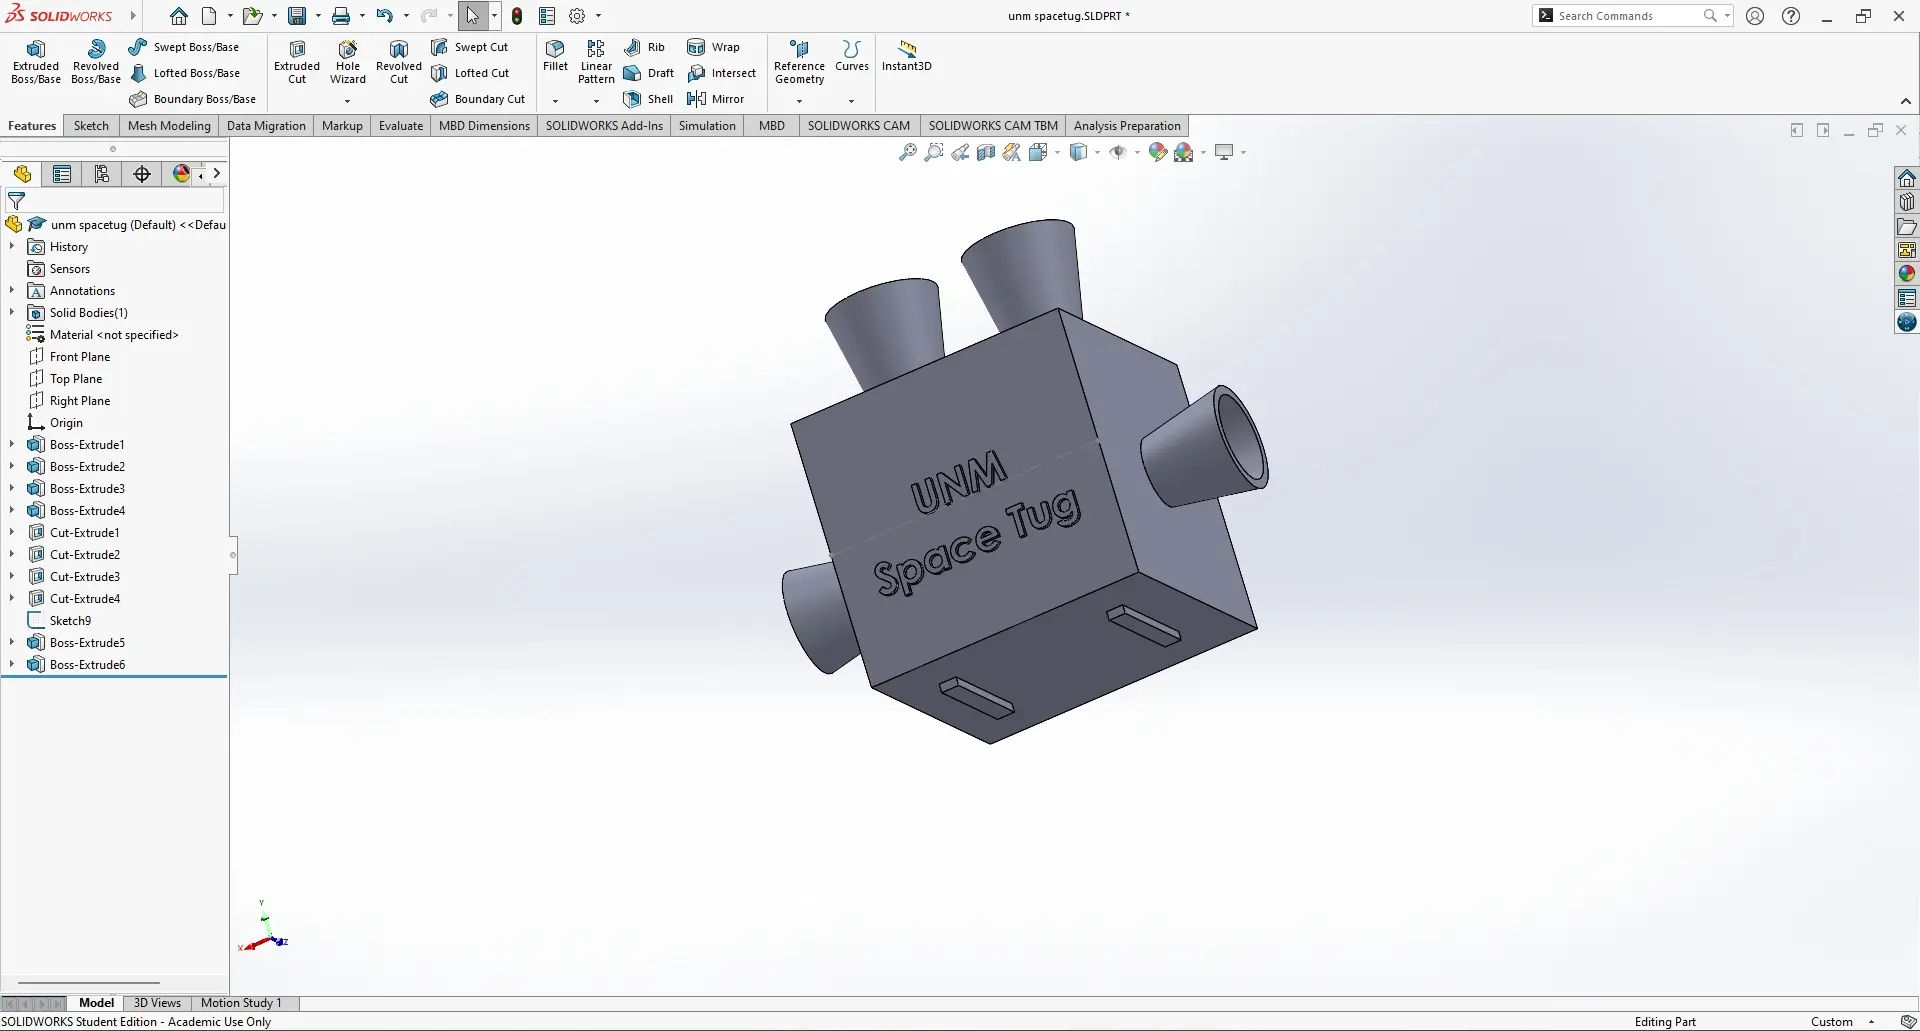 SOLIDWORKS
unm spacetug.SLDPRT *
Search Commands
Extruded Boss/Base
Revolved Boss/Base
Swept Boss/Base
Lofted Boss/Base
Boundary Boss/Base
Extruded Cut
Hole Wizard
Revolved Cut
Swept Cut
Lofted Cut
Boundary Cut
Fillet
Linear Pattern
Rib
Draft
Shell
Wrap
Intersect
Mirror
Reference Geometry
Curves
Instant3D
Features
Sketch
Mesh Modeling
Data Migration
Markup
Evaluate
MBD Dimensions
SOLIDWORKS Add-Ins
Simulation
MBD
SOLIDWORKS CAM
SOLIDWORKS CAM TBM
Analysis Preparation
unm spacetug (Default) <<Defau
History
Sensors
Annotations
Solid Bodies(1)
Material <not specified>
Front Plane
Top Plane
Right Plane
Origin
Boss-Extrude1
Boss-Extrude2
Boss-Extrude3
Boss-Extrude4
Cut-Extrude1
Cut-Extrude2
Cut-Extrude3
Cut-Extrude4
Sketch9
Boss-Extrude5
Boss-Extrude6
UNM
Space Tug
Y
X
Z
Model
3D Views
Motion Study 1
SOLIDWORKS Student Edition - Academic Use Only
Editing Part
Custom